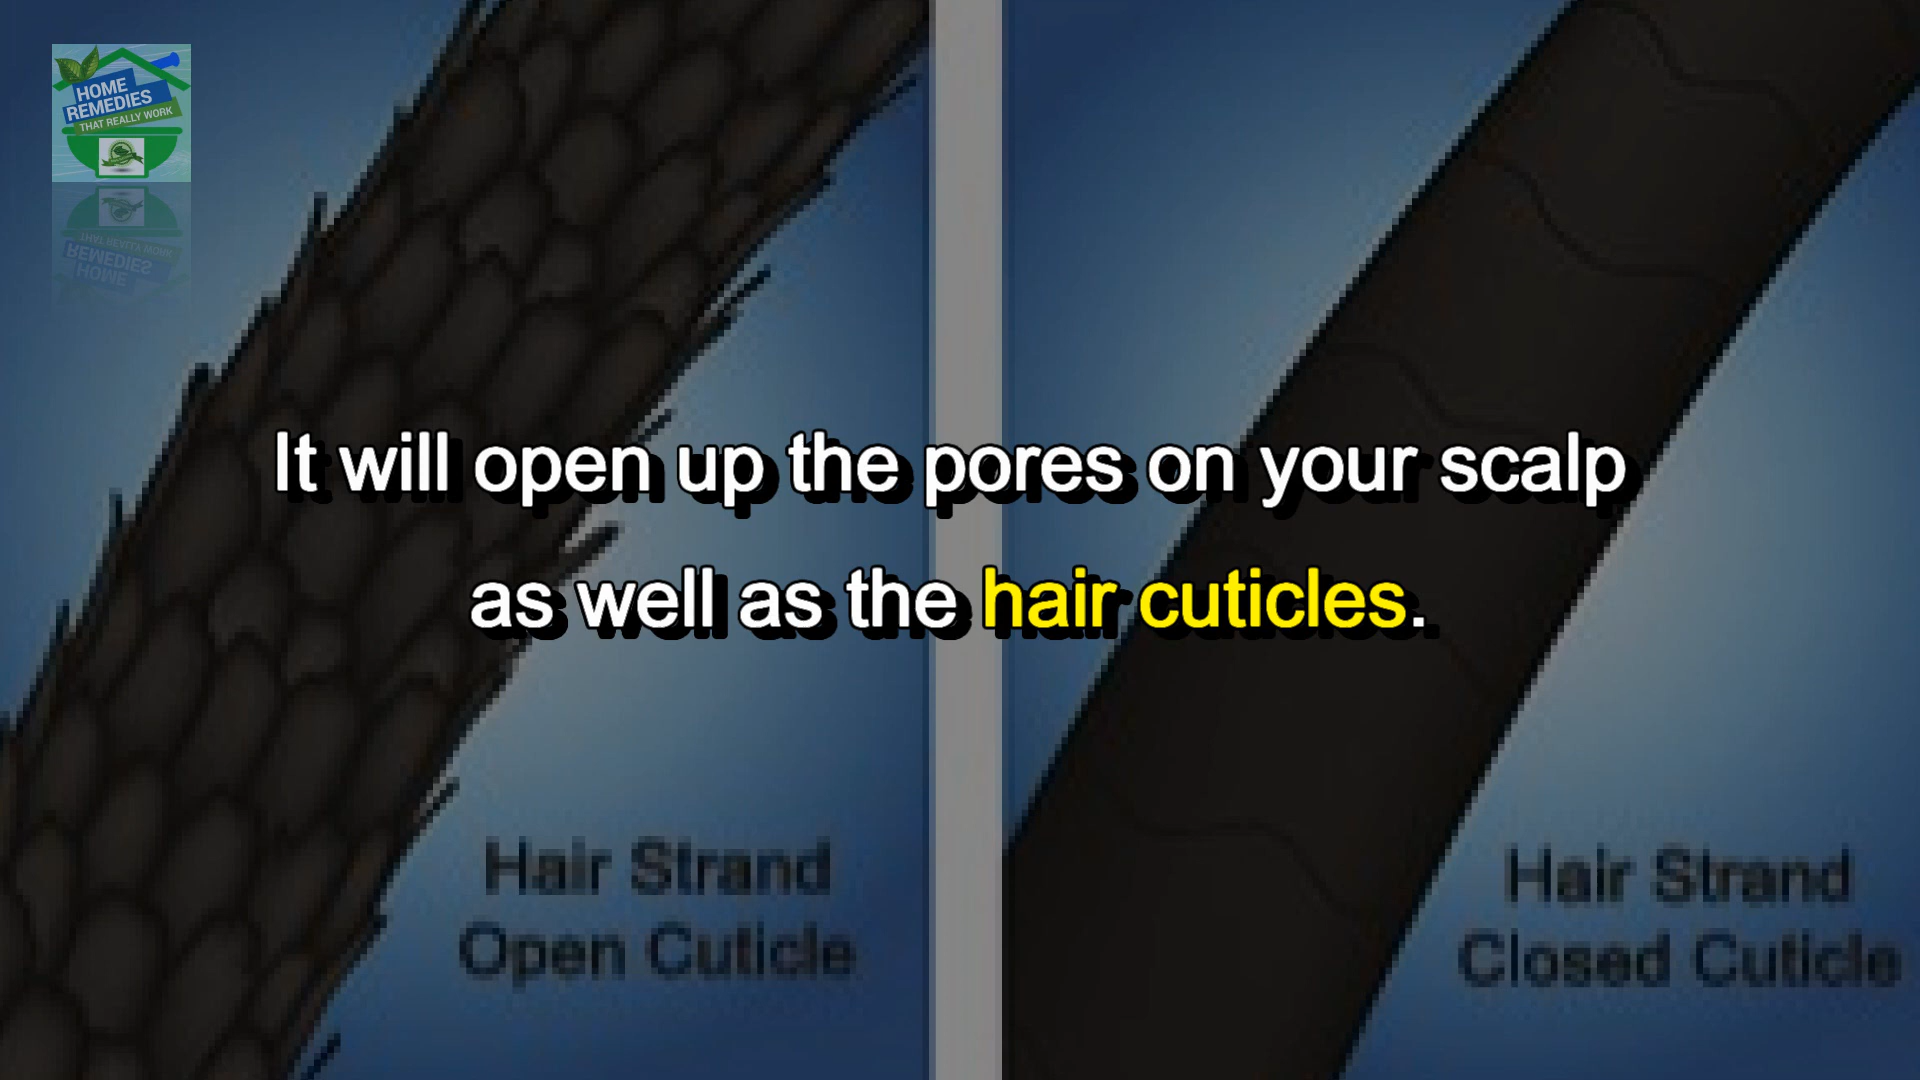 HOME
REMEDIES
THAT REALLY WORK
It will open up the pores on your scalp
as well as the hair cuticles.
Hair Strand
Open Cuticle
Hair Strand
Closed Cuticle